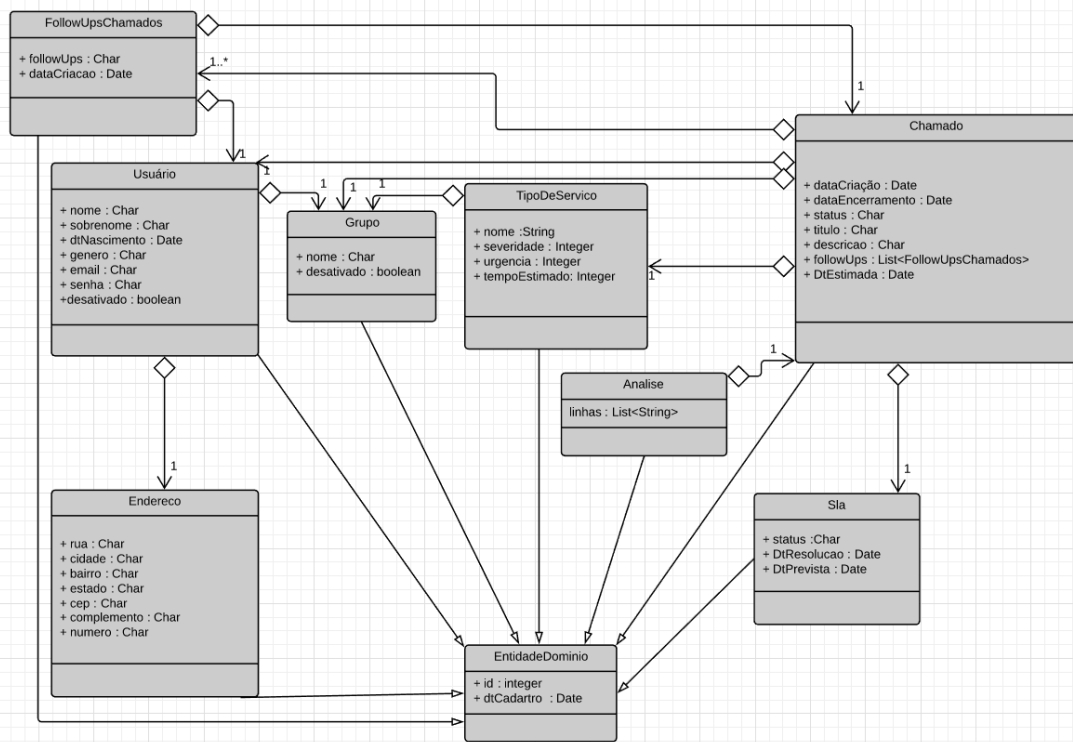 FollowUpsChamados
+ followUps : Char
+ dataCriacao : Date
1..*
1
Chamado
+ dataCriação : Date
+ dataEncerramento : Date
+ status : Char
+ titulo : Char
+ descricao : Char
+ followUps : List<FollowUpsChamados>
+ DtEstimada : Date
1
1
Usuário
+ nome : Char
+ sobrenome : Char
+ dtNascimento : Date
+ genero : Char
+ email : Char
+ senha : Char
+desativado : boolean
1
1
1
Grupo
+ nome : Char
+ desativado : boolean
TipoDeServico
+ nome :String
+ severidade : Integer
+ urgencia : Integer
+ tempoEstimado: Integer
1
Analise
linhas : List<String>
1
1
Endereco
+ rua : Char
+ cidade : Char
+ bairro : Char
+ estado : Char
+ cep : Char
+ complemento : Char
+ numero : Char
1
Sla
+ status :Char
+ DtResolucao : Date
+ DtPrevista : Date
EntidadeDominio
+ id : integer
+ dtCadartro : Date